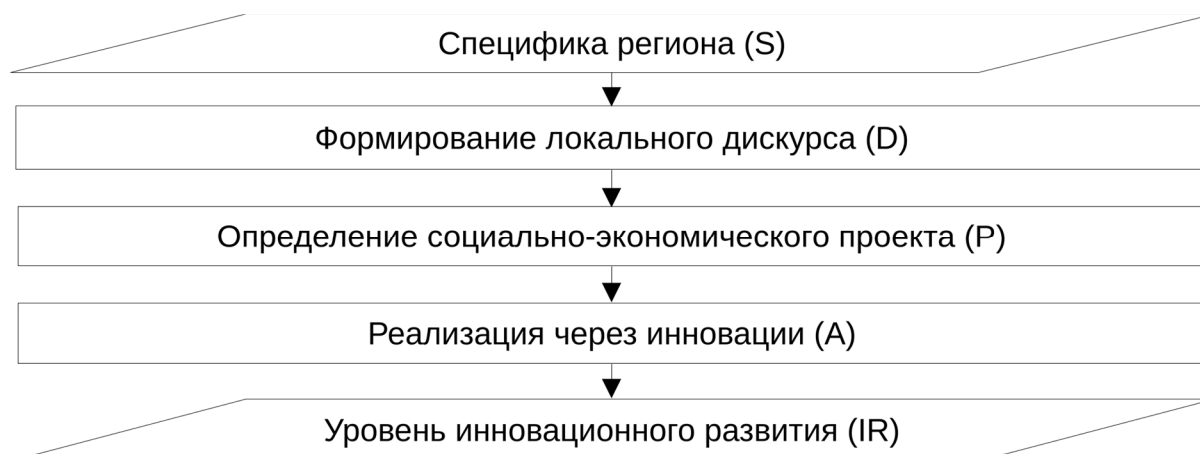 Специфика региона (S)
Формирование локального дискурса (D)
Определение социально-экономического проекта (P)
Реализация через инновации (A)
Уровень инновационного развития (IR)